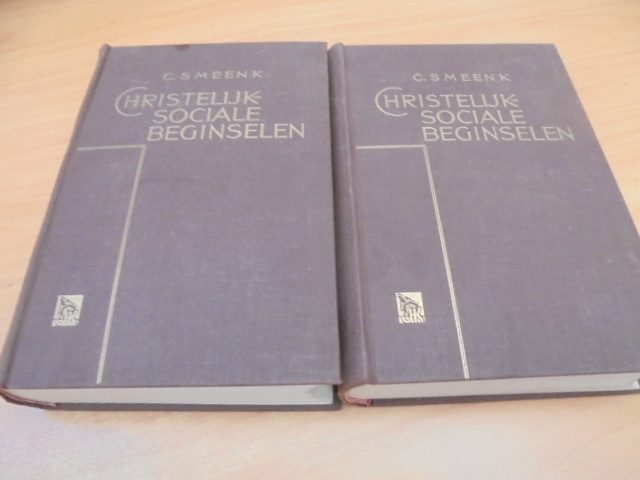 C. SMEENK
CHRISTELIJK-
SOCIALE
BEGINSELEN
C. SMEENK
CHRISTELIJK-
SOCIALE
BEGINSELEN